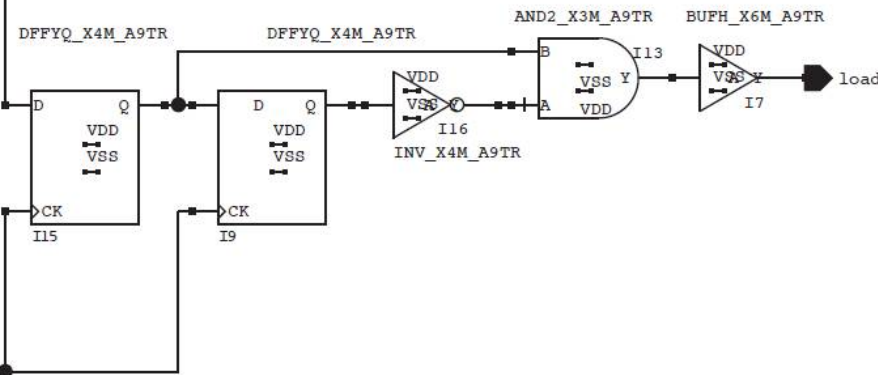 AND2_X3M_A9TR
BUFH_X6M_A9TR
DFFYQ_X4M_A9TR
DFFYQ_X4M_A9TR
D
Q
VDD
VSS
CK
I15
D
Q
VDD
VSS
CK
I9
VDD
VSS
A
Y
I16
INV_X4M_A9TR
B
A
VSS
VDD
Y
I13
VDD
VSS
A
Y
I7
load